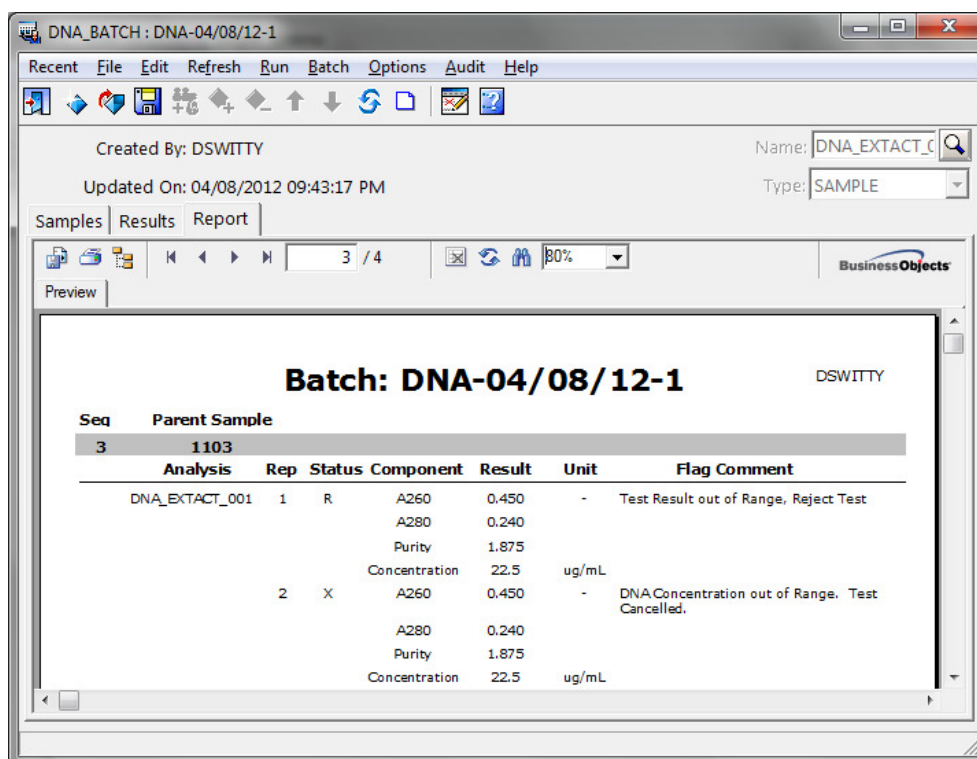 DNA_BATCH : DNA-04/08/12-1
Recent File Edit Refresh Run Batch Options Audit Help
Created By: DSWITTY
Name: DNA_EXTACT_0
Updated On: 04/08/2012 09:43:17 PM
Type: SAMPLE
Samples Results Report
3 / 4 80% BusinessObjects
Preview
Batch: DNA-04/08/12-1 DSWITTY
Seq Parent Sample
3 1103
Analysis Rep Status Component Result Unit Flag Comment
DNA_EXTACT_001 1 R A260 0.450 - Test Result out of Range, Reject Test
A280 0.240
Purity 1.875
Concentration 22.5 ug/mL
2 X A260 0.450 - DNA Concentration out of Range. Test
Cancelled.
A280 0.240
Purity 1.875
Concentration 22.5 ug/mL